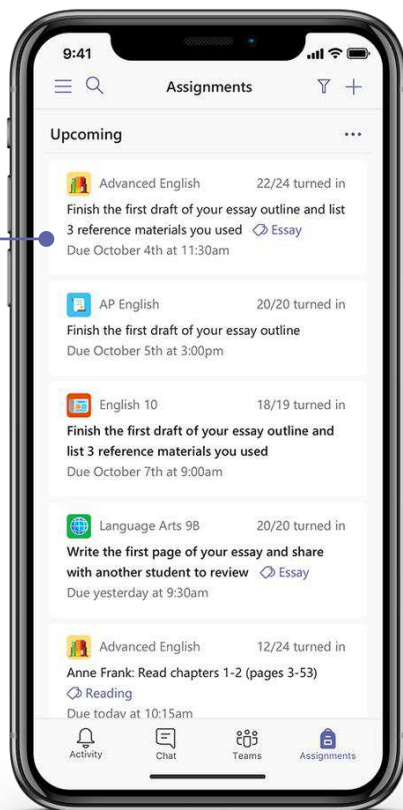 9:41
Assignments
Upcoming
Advanced English 22/24 turned in
Finish the first draft of your essay outline and list
3 reference materials you used Essay
Due October 4th at 11:30am
AP English 20/20 turned in
Finish the first draft of your essay outline
Due October 5th at 3:00pm
English 10 18/19 turned in
Finish the first draft of your essay outline and
list 3 reference materials you used
Due October 7th at 9:00am
Language Arts 9B 20/20 turned in
Write the first page of your essay and share
with another student to review Essay
Due yesterday at 9:30am
Advanced English 12/24 turned in
Anne Frank: Read chapters 1-2 (pages 3-53)
Reading
Due today at 10:15am
Activity Chat Teams Assignments